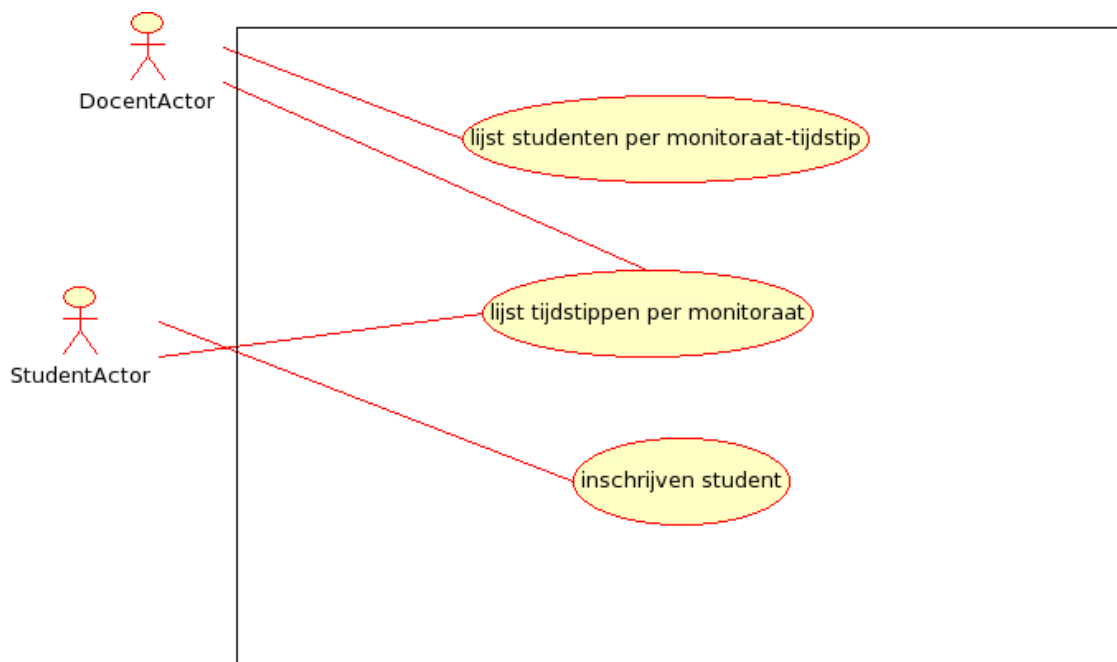 DocentActor
lijst studenten per monitoraat-tijdstip
lijst tijdstippen per monitoraat
StudentActor
inschrijven student